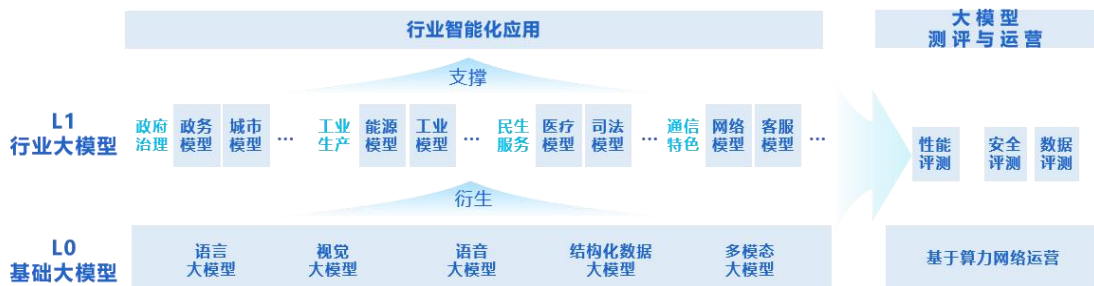 行业智能化应用
大模型
测评与运营
支撑
L1
行业大模型
政府
治理
政务
模型
城市
模型
...
工业
生产
能源
模型
工业
模型
...
民生
服务
医疗
模型
司法
模型
...
通信
特色
网络
模型
客服
模型
...
性能
评测
安全
评测
数据
评测
衍生
L0
基础大模型
语言
大模型
视觉
大模型
语音
大模型
结构化数据
大模型
多模态
大模型
基于算力网络运营